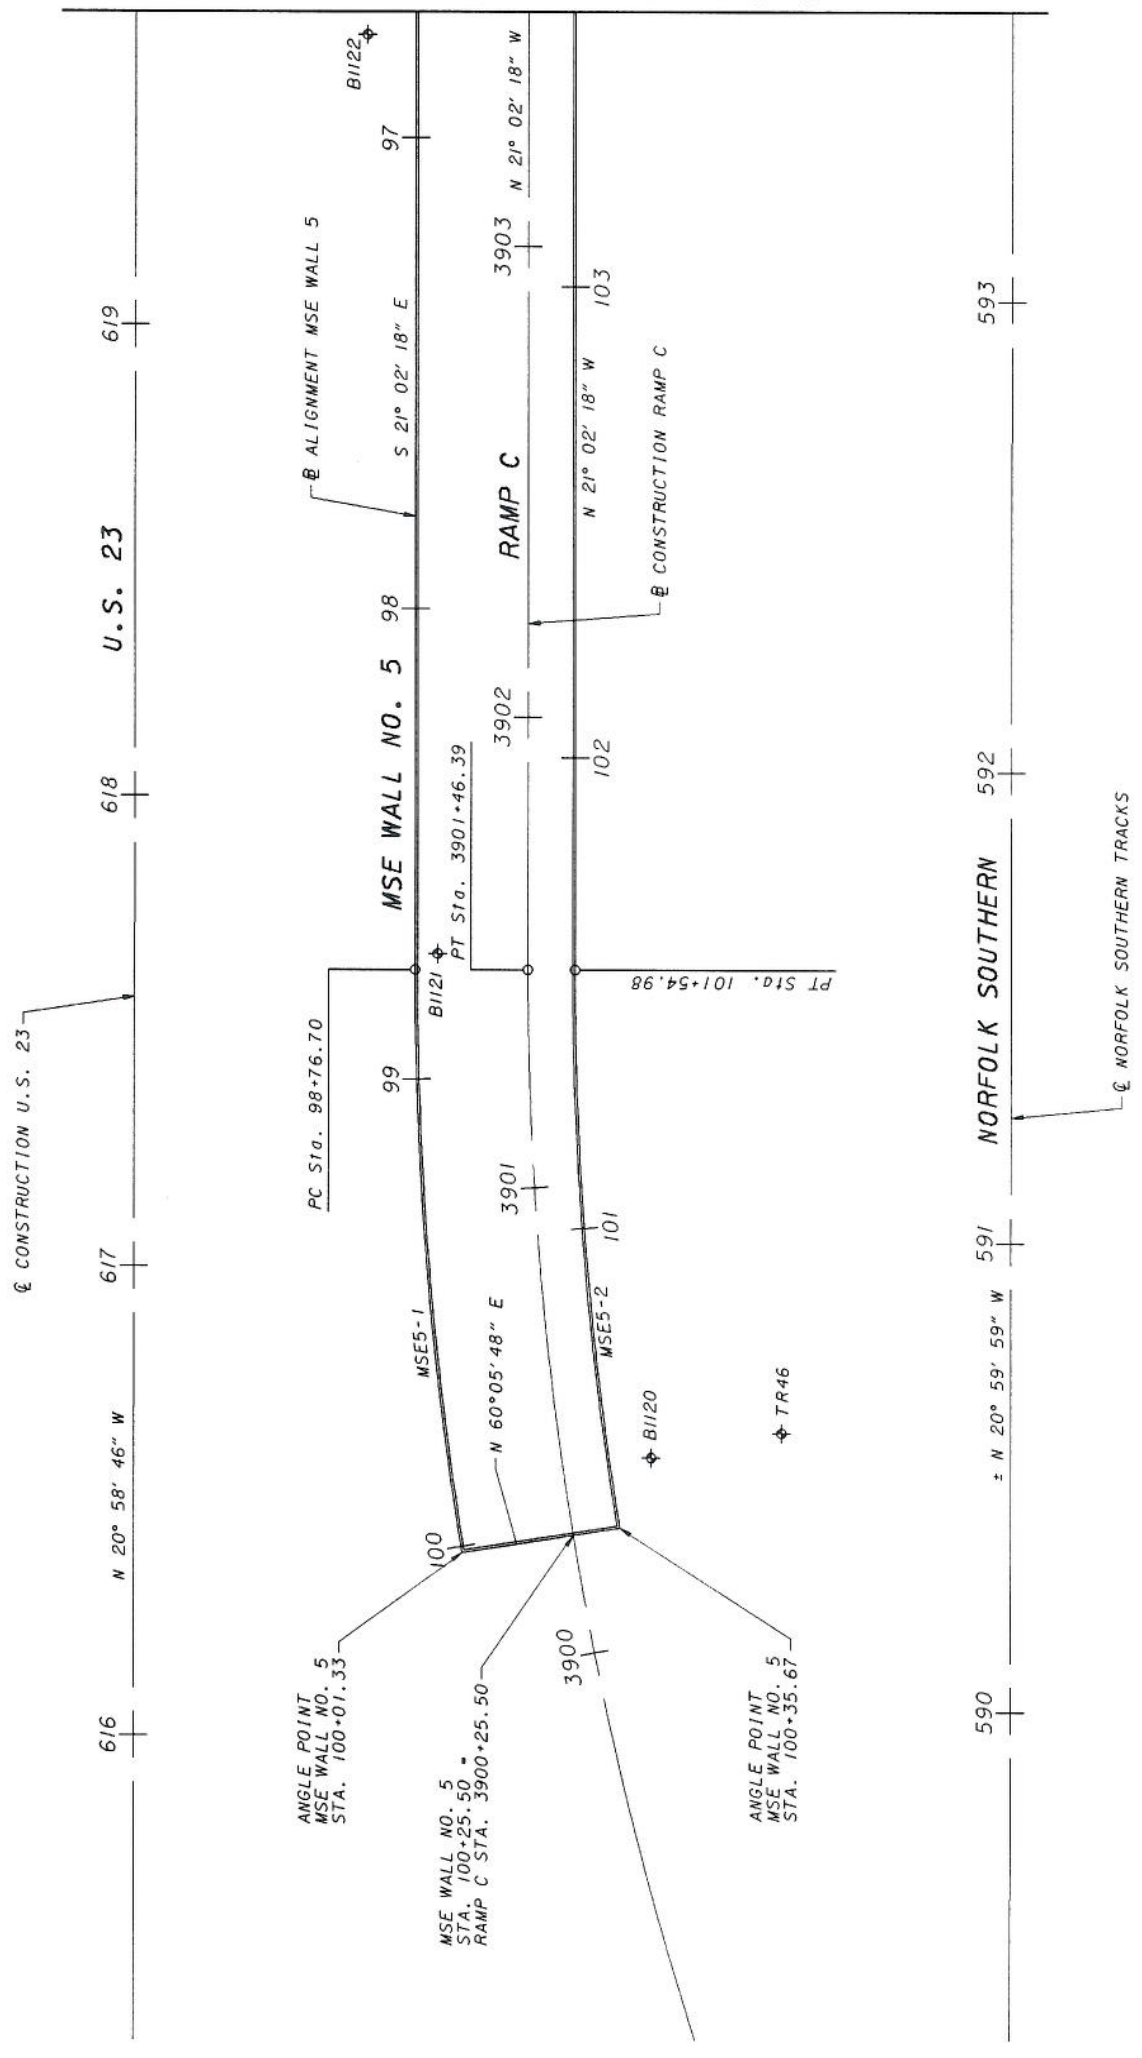 ℄ CONSTRUCTION U.S. 23
616
N 20° 58' 46" W
617
618
U.S. 23
619
ANGLE POINT
MSE WALL NO. 5
STA. 100+01.33
PC Sta. 98+76.70
℄ ALIGNMENT MSE WALL 5
B1122
100
MSE5-1
99
MSE WALL NO. 5
98
S 21° 02' 18" E
97
B1121
PT Sta. 3901+46.39
MSE WALL NO. 5
STA. 100+25.50 =
RAMP C STA. 3900+25.50
N 60°05'48" E
3900
3901
3902
RAMP C
3903
N 21° 02' 18" W
MSE5-2
101
102
N 21° 02' 18" W
103
PT Sta. 101+54.98
℄ CONSTRUCTION RAMP C
B1120
TR46
ANGLE POINT
MSE WALL NO. 5
STA. 100+35.67
590
± N 20° 59' 59" W
591
NORFOLK SOUTHERN
592
593
℄ NORFOLK SOUTHERN TRACKS